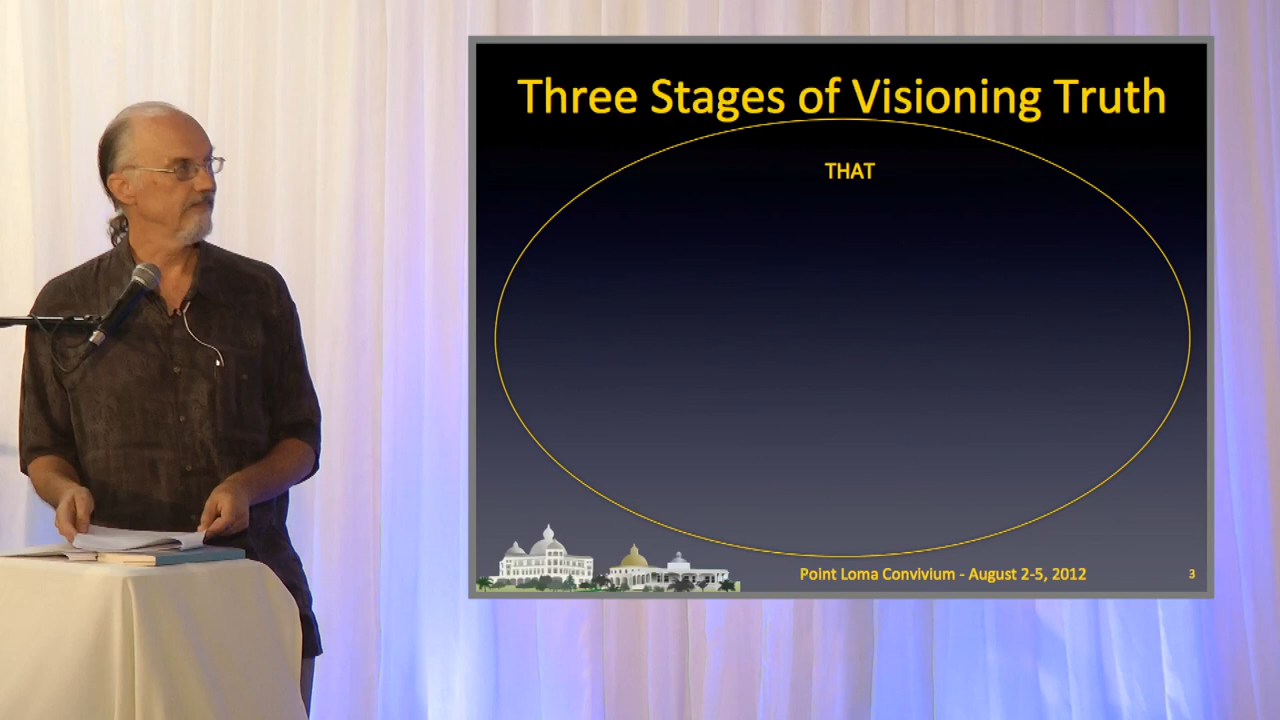 Three Stages of Visioning Truth
THAT
Point Loma Convivium - August 2-5, 2012
3